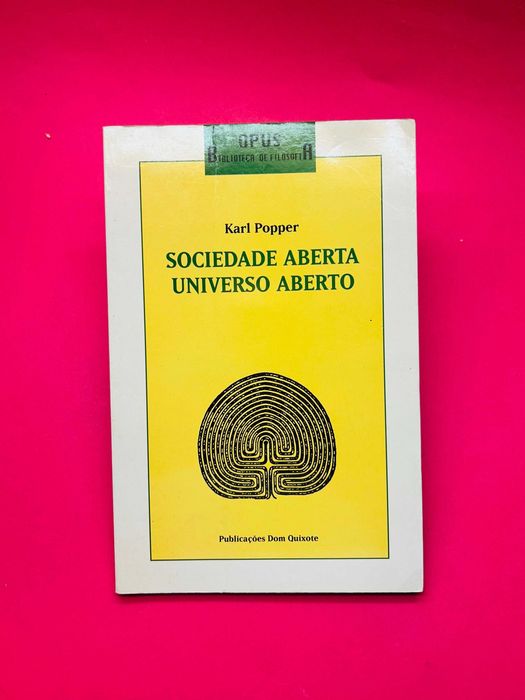 OPUS
BIBLIOTECA DE FILOSOFIA
Karl Popper
SOCIEDADE ABERTA
UNIVERSO ABERTO
Publicações Dom Quixote